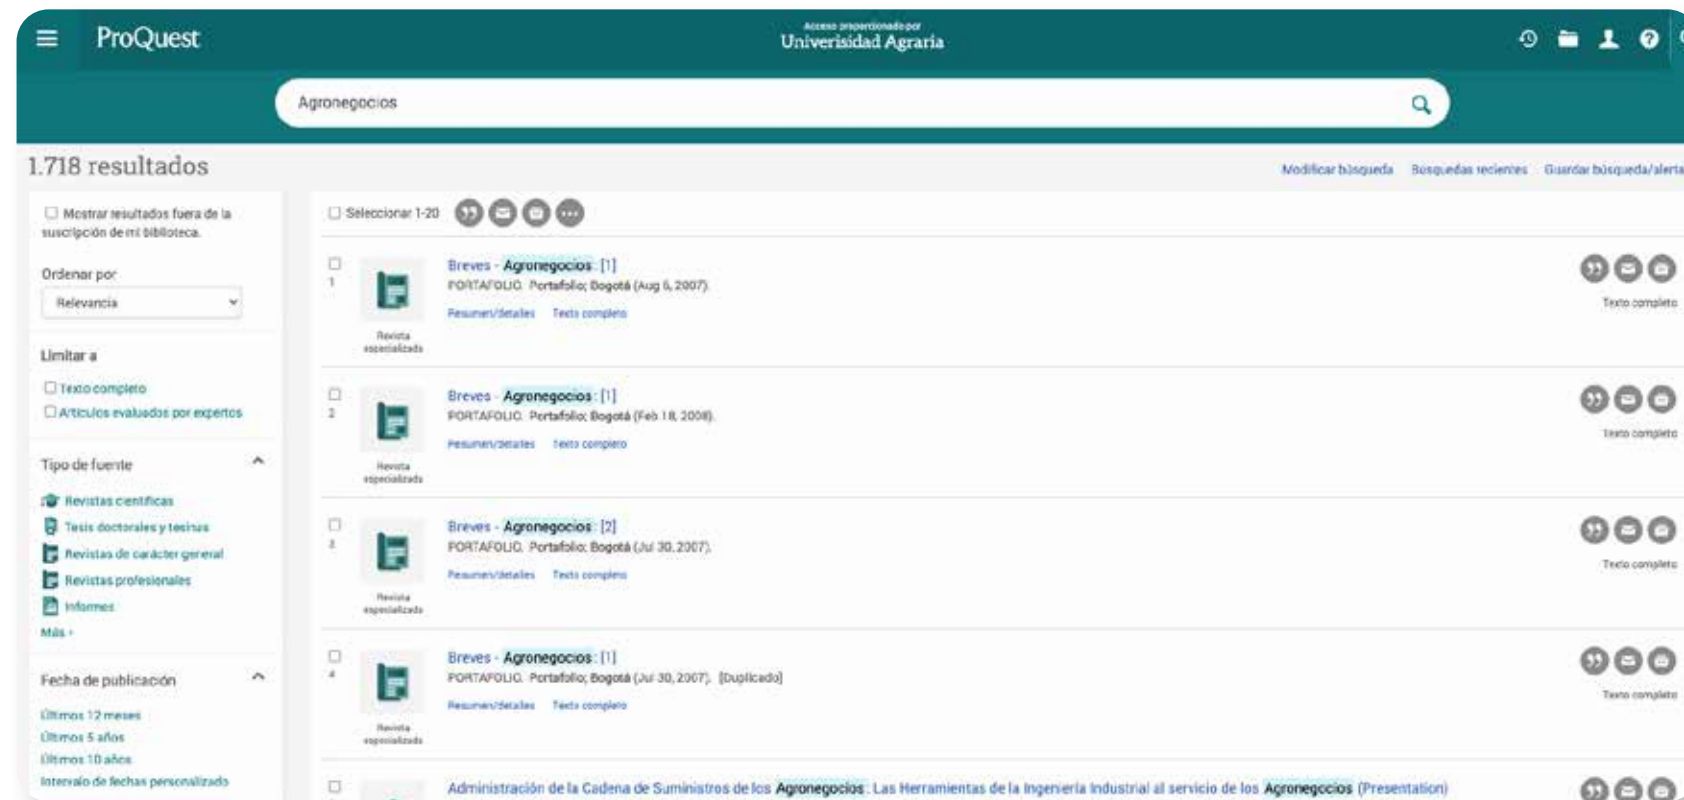 ProQuest
Acceso proporcionado por
Univerisidad Agraria
Agronegocios
1.718 resultados
Modificar búsqueda Búsquedas recientes Guardar búsqueda/alerta
Mostrar resultados fuera de la
suscripción de mi biblioteca.
Ordenar por
Relevancia
Limitar a
Texto completo
Artículos evaluados por expertos
Tipo de fuente
Revistas científicas
Tesis doctorales y tesinas
Revistas de carácter general
Revistas profesionales
Informes
Más ›
Fecha de publicación
Últimos 12 meses
Últimos 5 años
Últimos 10 años
Intervalo de fechas personalizado
Seleccionar 1-20
1
Breves - Agronegocios: [1]
PORTAFOLIO. Portafolio; Bogotá (Aug 6, 2007).
Resumen/detalles Texto completo
Revista
especializada
Texto completo
2
Breves - Agronegocios: [1]
PORTAFOLIO. Portafolio; Bogotá (Feb 18, 2008).
Resumen/detalles Texto completo
Revista
especializada
Texto completo
3
Breves - Agronegocios: [2]
PORTAFOLIO. Portafolio; Bogotá (Jul 30, 2007).
Resumen/detalles Texto completo
Revista
especializada
Texto completo
4
Breves - Agronegocios: [1]
PORTAFOLIO. Portafolio; Bogotá (Jul 30, 2007). [Duplicado]
Resumen/detalles Texto completo
Revista
especializada
Texto completo
Administración de la Cadena de Suministros de los Agronegocios: Las Herramientas de la Ingeniería Industrial al servicio de los Agronegocios (Presentation)